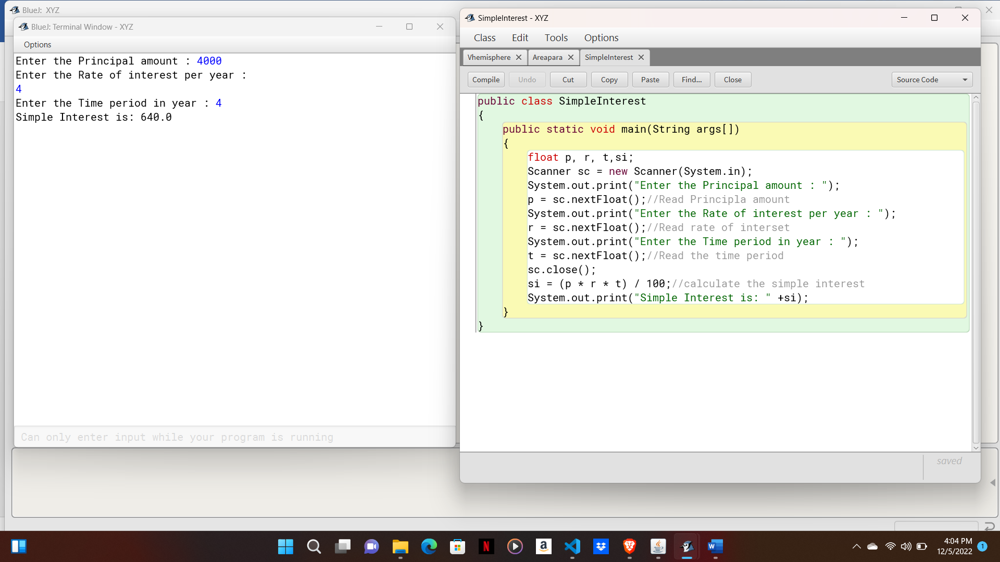 BlueJ: XYZ
BlueJ: Terminal Window - XYZ
Options
Enter the Principal amount : 4000
Enter the Rate of interest per year :
4
Enter the Time period in year : 4
Simple Interest is: 640.0
Can only enter input while your program is running
SimpleInterest - XYZ
Class Edit Tools Options
Vhemisphere Areapara SimpleInterest
Compile Undo Cut Copy Paste Find... Close Source Code
public class SimpleInterest
{
public static void main(String args[])
{
float p, r, t,si;
Scanner sc = new Scanner(System.in);
System.out.print("Enter the Principal amount : ");
p = sc.nextFloat();//Read Principla amount
System.out.print("Enter the Rate of interest per year : ");
r = sc.nextFloat();//Read rate of interset
System.out.print("Enter the Time period in year : ");
t = sc.nextFloat();//Read the time period
sc.close();
si = (p * r * t) / 100;//calculate the simple interest
System.out.print("Simple Interest is: " +si);
}
}
saved
4:04 PM
12/5/2022
1